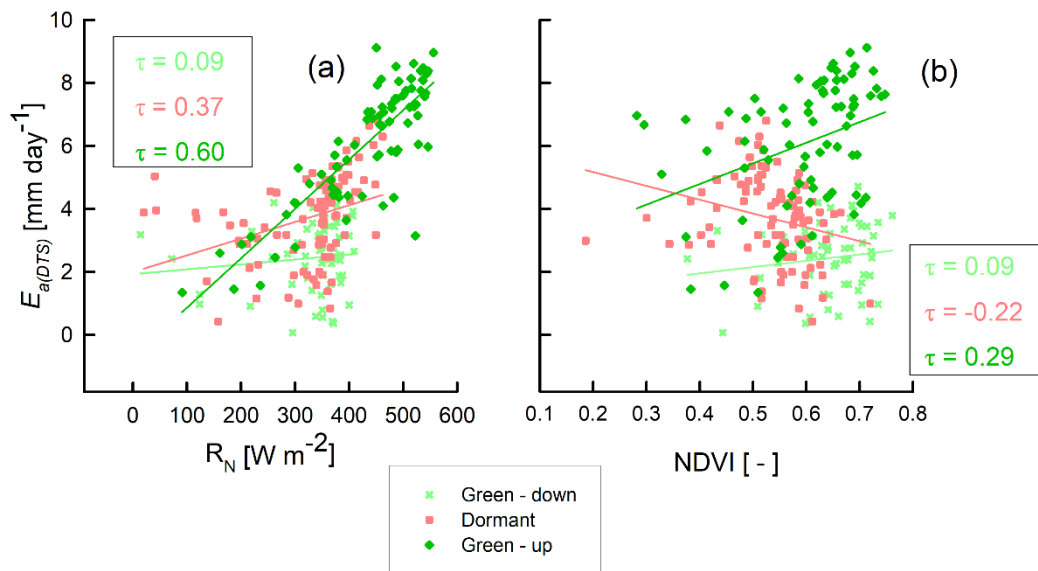 10
8
6
4
2
0
E a(DTS) [mm day-1]
(a)
τ = 0.09
τ = 0.37
τ = 0.60
0 100 200 300 400 500 600
R N [W m-2]
(b)
τ = 0.09
τ = -0.22
τ = 0.29
0.1 0.2 0.3 0.4 0.5 0.6 0.7 0.8
NDVI [ - ]
Green - down
Dormant
Green - up